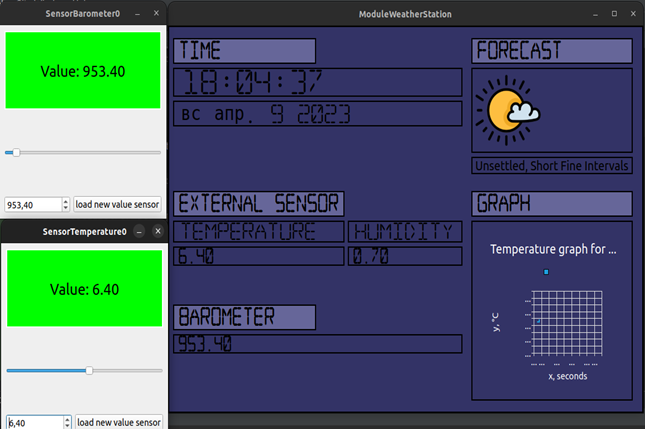 SensorBarometer0
Value: 953.40
953,40
load new value sensor
SensorTemperature0
Value: 6.40
6,40
load new value sensor
ModuleWeatherStation
TIME
18:04:37
вс апр. 9 2023
FORECAST
Unsettled, Short Fine Intervals
EXTERNAL SENSOR
TEMPERATURE
HUMIDITY
6.40
0.70
BAROMETER
953.40
GRAPH
Temperature graph for ...
y, °C
...
...
...
...
... ... ... ... ...
x, seconds